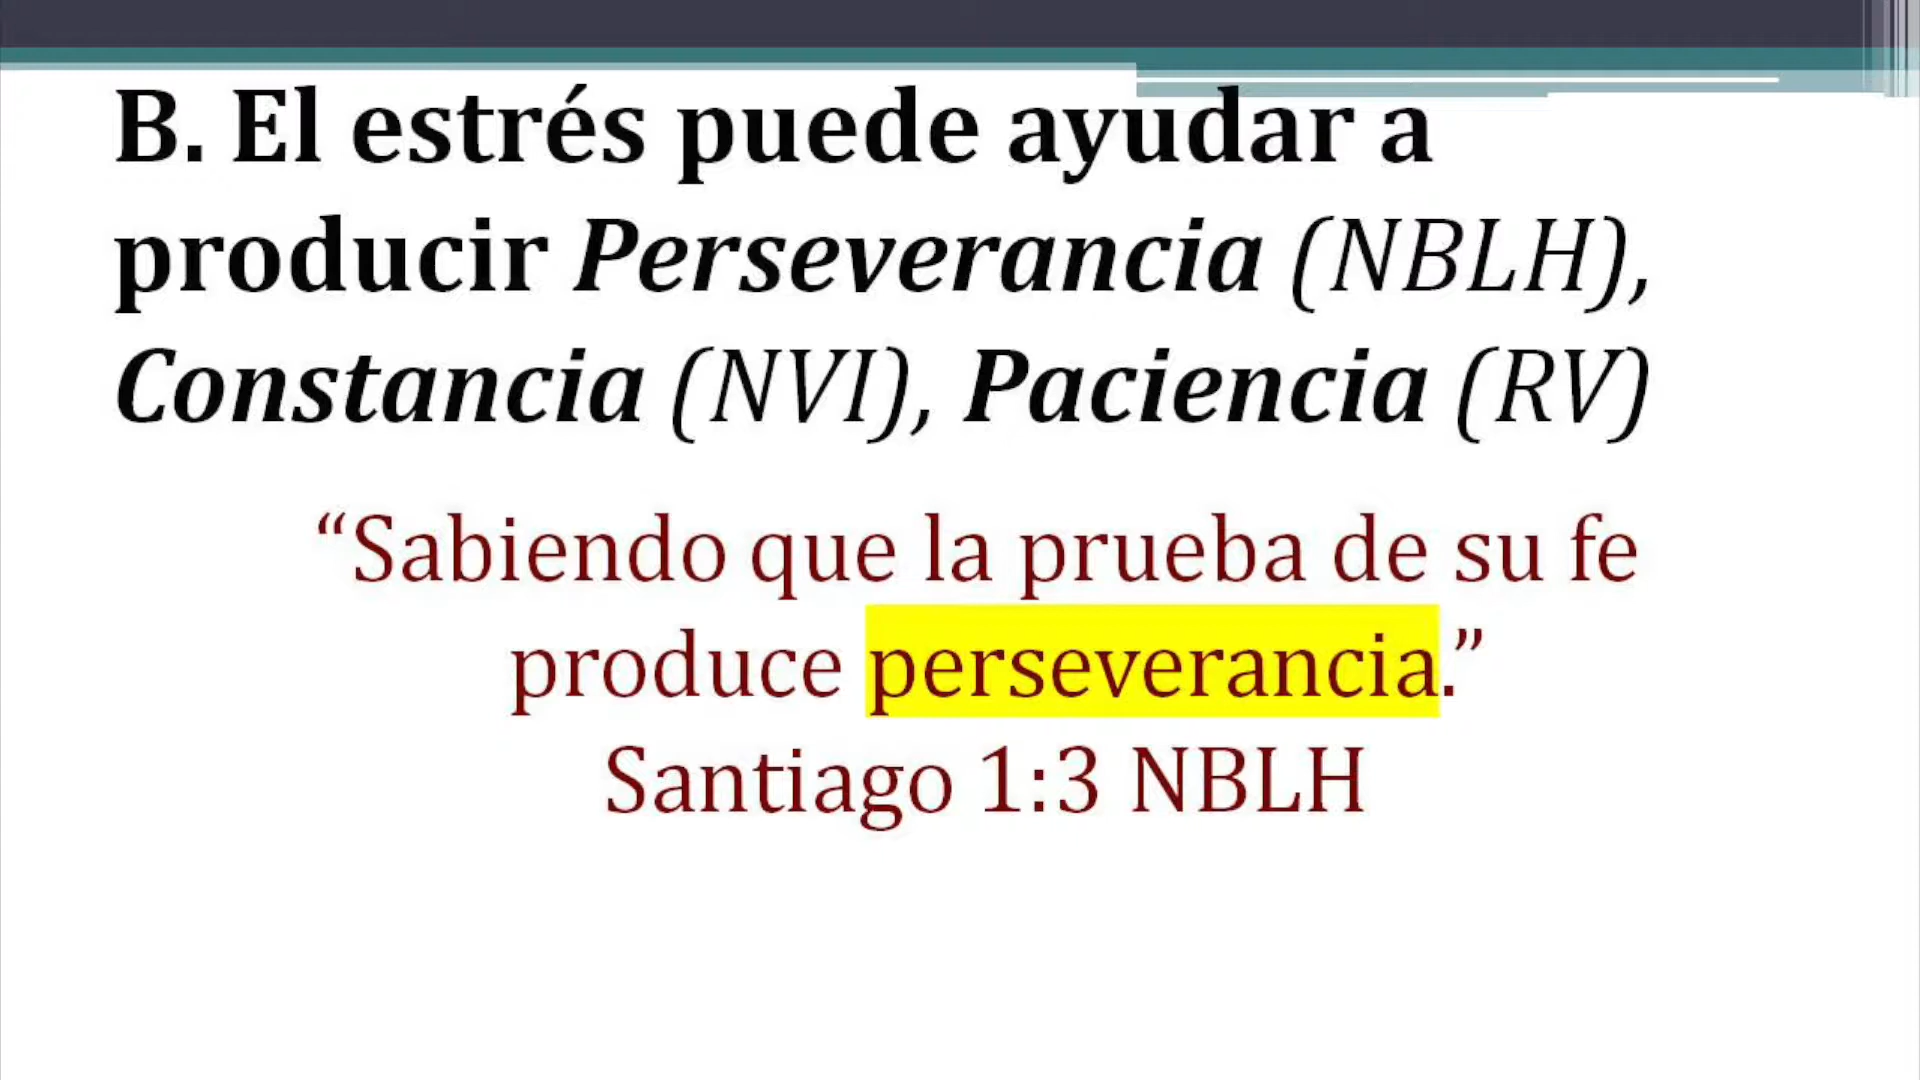 B. El estrés puede ayudar a
producir Perseverancia (NBLH),
Constancia (NVI), Paciencia (RV)
“Sabiendo que la prueba de su fe
produce perseverancia.”
Santiago 1:3 NBLH